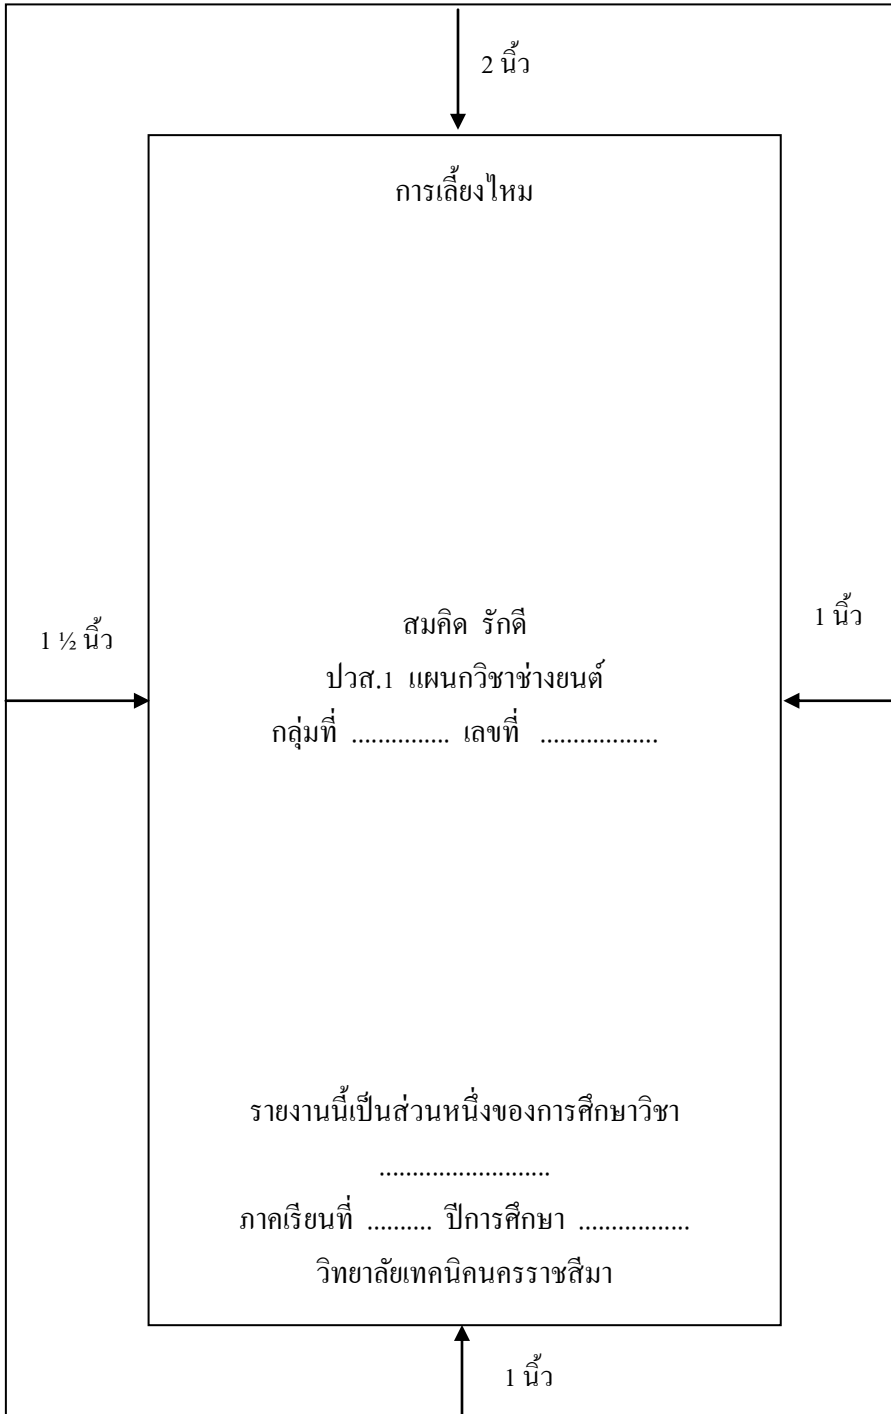 2 นิ้ว
การเลี้ยงไหม
1 ½ นิ้ว
สมคิด รักดี
1 นิ้ว
ปวส.1 แผนกวิชาช่างยนต์
กลุ่มที่ ............... เลขที่ ..................
รายงานนี้เป็นส่วนหนึ่งของการศึกษาวิชา
..........................
ภาคเรียนที่ .......... ปีการศึกษา .................
วิทยาลัยเทคนิคนครราชสีมา
1 นิ้ว